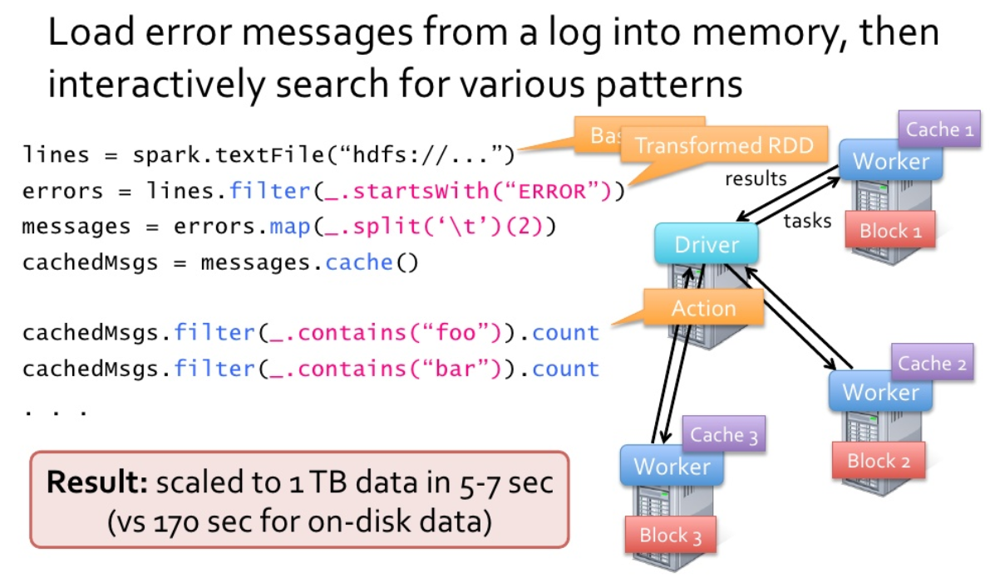 Load error messages from a log into memory, then
interactively search for various patterns
lines = spark.textFile(“hdfs://...”)
errors = lines.filter(_.startsWith(“ERROR”))
messages = errors.map(_.split(‘\t’)(2))
cachedMsgs = messages.cache()
cachedMsgs.filter(_.contains(“foo”)).count
cachedMsgs.filter(_.contains(“bar”)).count
. . .
Result: scaled to 1 TB data in 5-7 sec
(vs 170 sec for on-disk data)
Transformed RDD
Action
results
tasks
Driver
Cache 1
Worker
Block 1
Cache 2
Worker
Block 2
Cache 3
Worker
Block 3